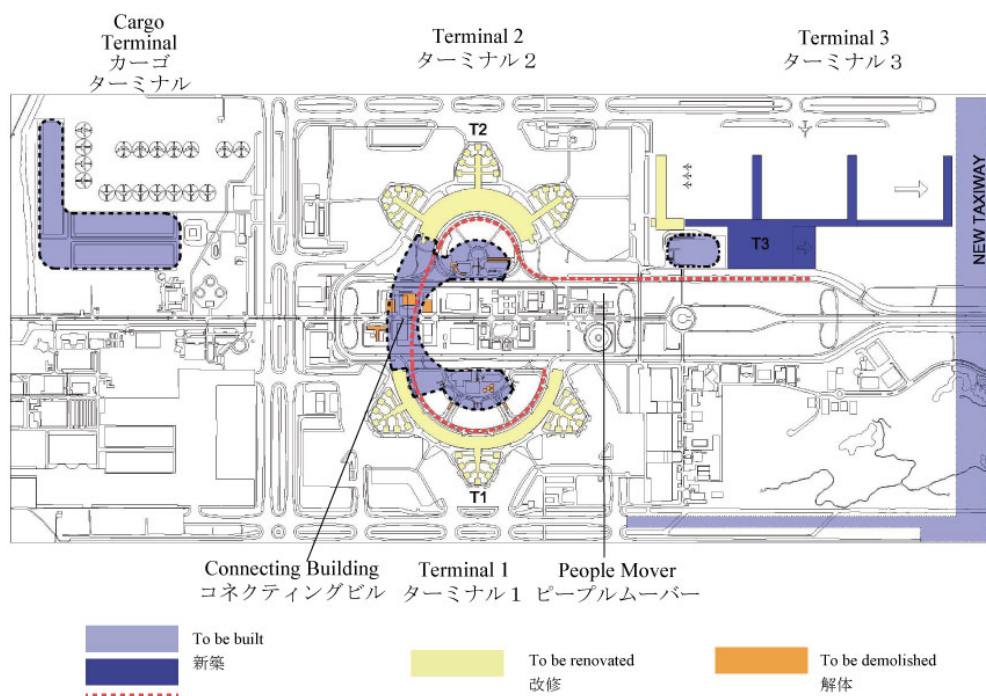 Cargo
Terminal
カーゴ
ターミナル
Terminal 2
ターミナル２
Terminal 3
ターミナル３
T2
T3
NEW TAXIWAY
T1
Connecting Building
コネクティングビル
Terminal 1
ターミナル１
People Mover
ピープルムーバー
To be built
新築
To be renovated
改修
To be demolished
解体